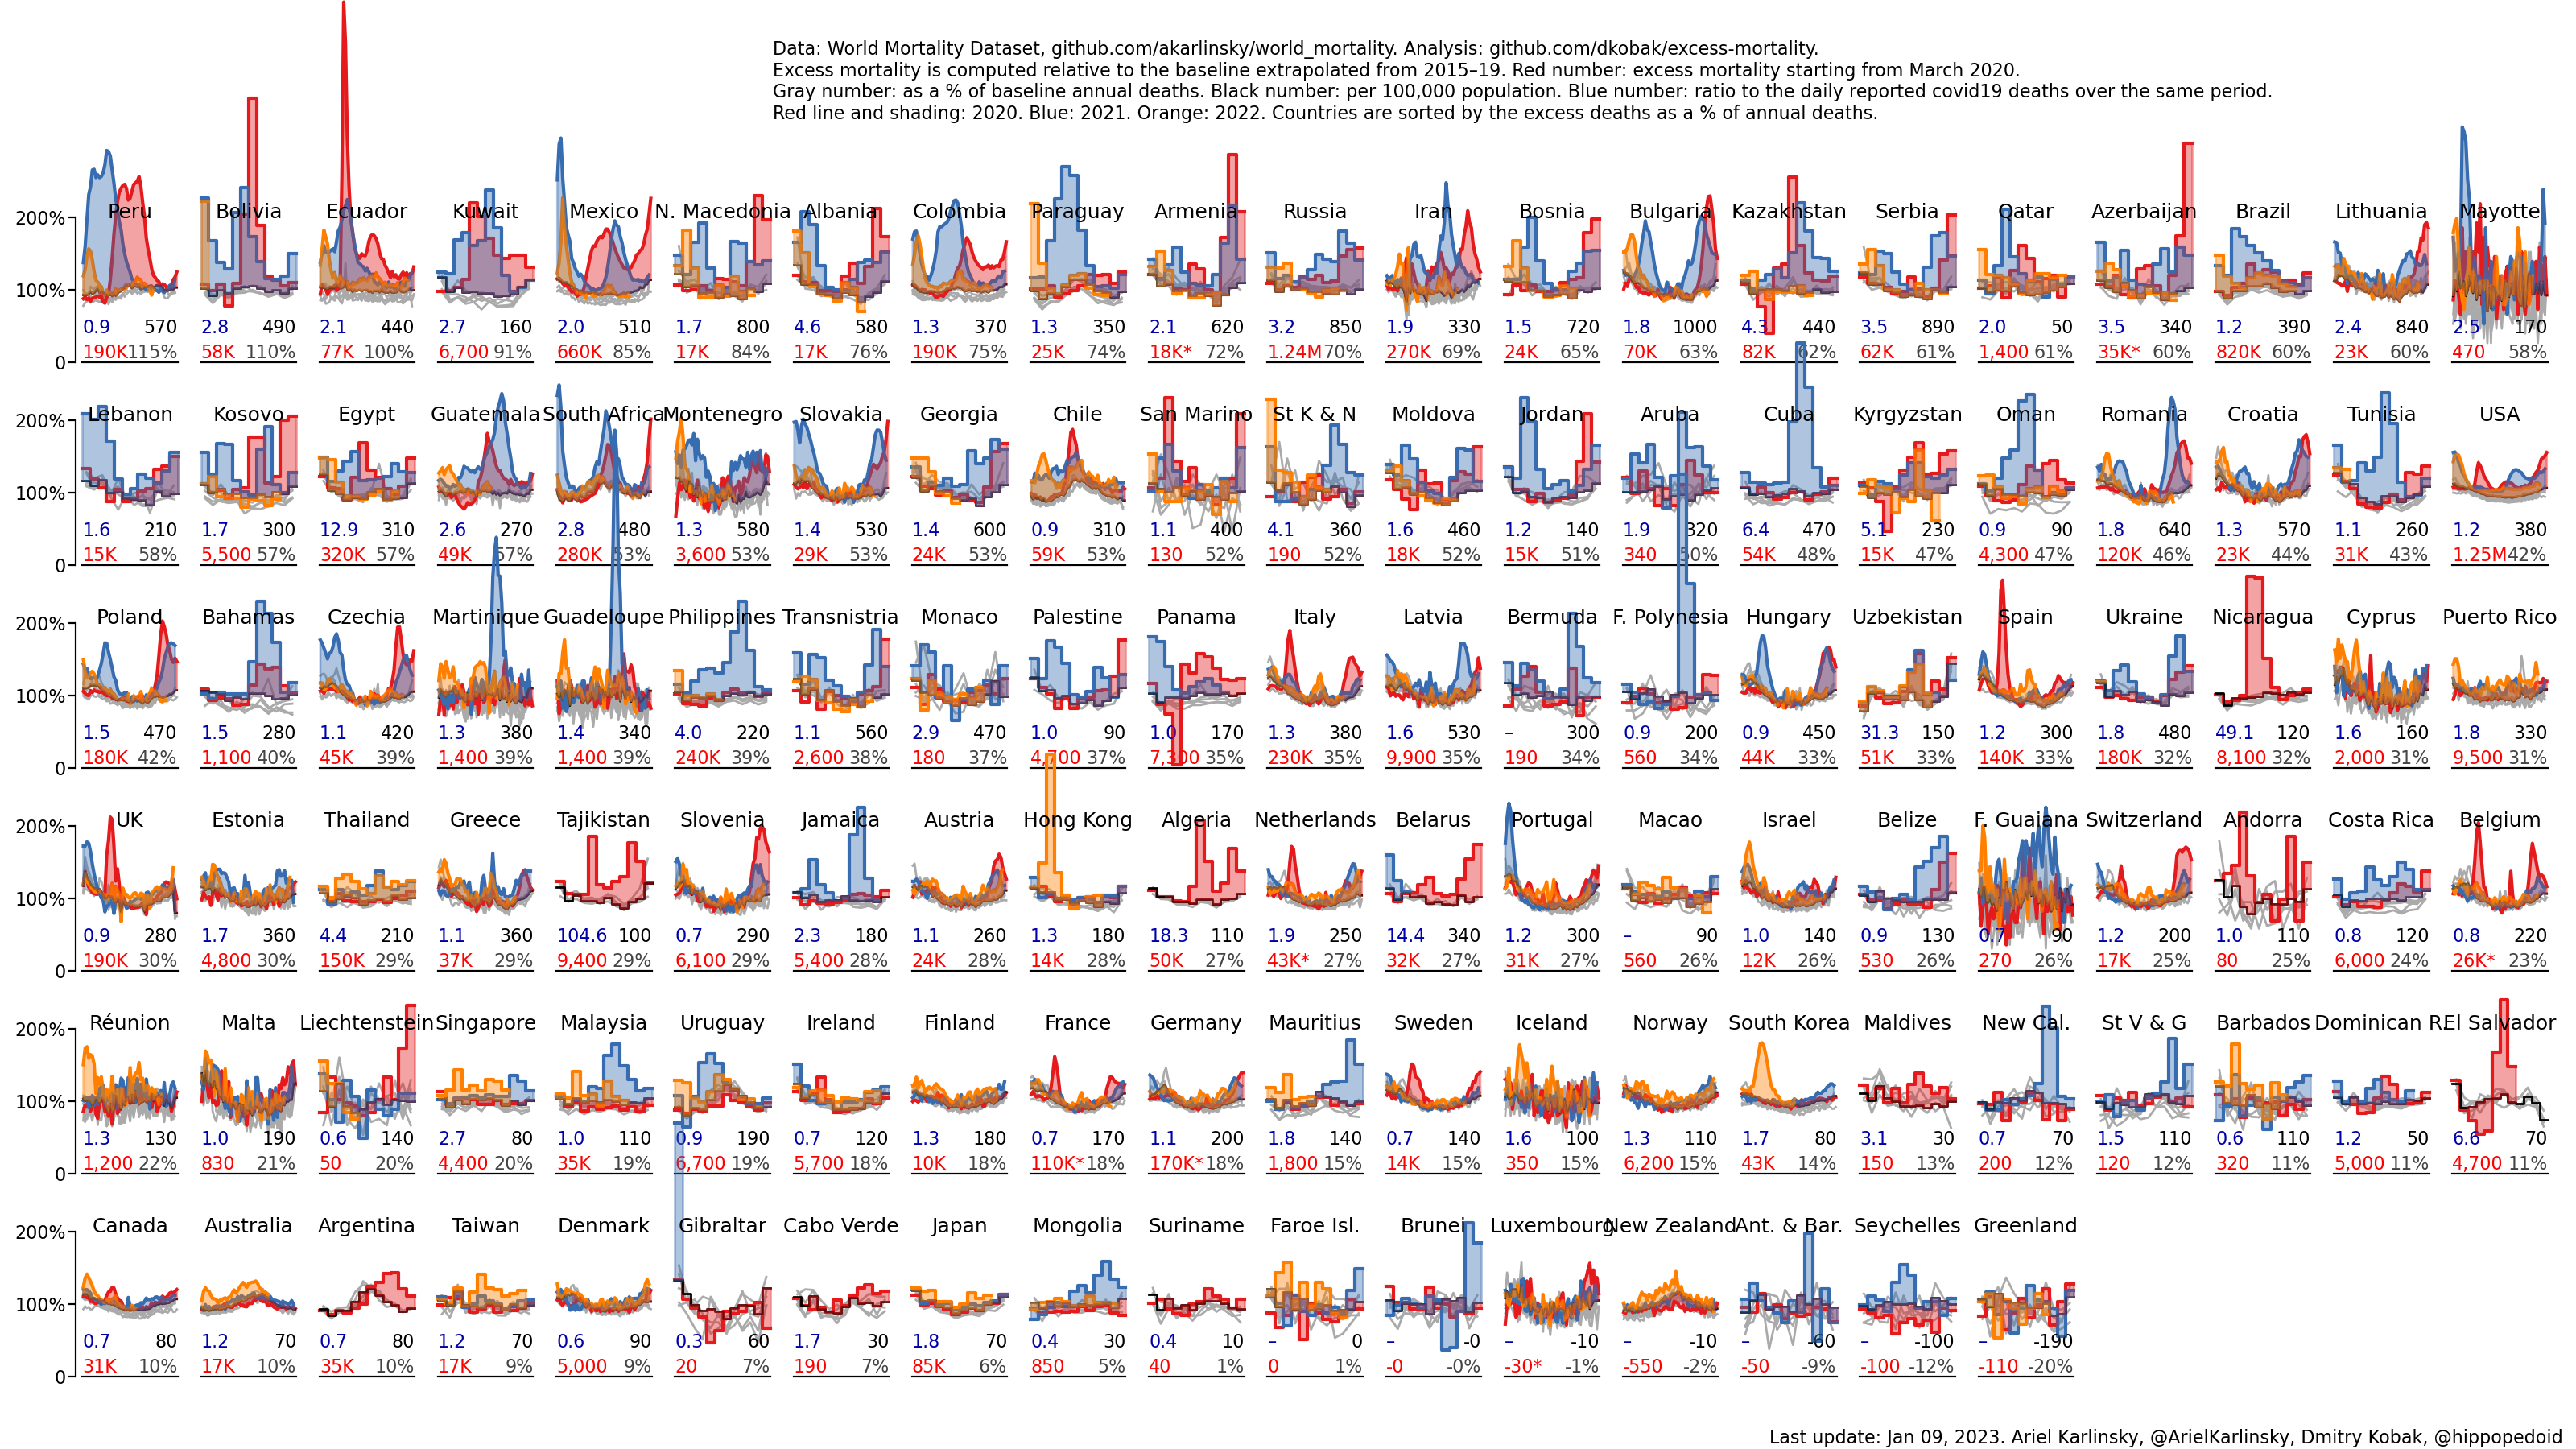 Data: World Mortality Dataset, github.com/akarlinsky/world_mortality. Analysis: github.com/dkobak/excess-mortality.
Excess mortality is computed relative to the baseline extrapolated from 2015–19. Red number: excess mortality starting from March 2020.
Gray number: as a % of baseline annual deaths. Black number: per 100,000 population. Blue number: ratio to the daily reported covid19 deaths over the same period.
Red line and shading: 2020. Blue: 2021. Orange: 2022. Countries are sorted by the excess deaths as a % of annual deaths.
200% Peru Bolivia Ecuador Kuwait Mexico N. Macedonia Albania Colombia Paraguay Armenia Russia Iran Bosnia Bulgaria Kazakhstan Serbia Qatar Azerbaijan Brazil Lithuania Mayotte
100%
0.9 570 2.8 490 2.1 440 2.7 160 2.0 510 1.7 800 4.6 580 1.3 370 1.3 350 2.1 620 3.2 850 1.9 330 1.5 720 1.8 1000 4.3 440 3.5 890 2.0 50 3.5 340 1.2 390 2.4 840 2.5 170
190K 115% 58K 110% 77K 100% 6,700 91% 660K 85% 17K 84% 17K 76% 190K 75% 25K 74% 18K* 72% 1.24M 70% 270K 69% 24K 65% 70K 63% 82K 62% 62K 61% 1,400 61% 35K* 60% 820K 60% 23K 60% 470 58%
0
200% Lebanon Kosovo Egypt Guatemala South Africa Montenegro Slovakia Georgia Chile San Marino St K & N Moldova Jordan Aruba Cuba Kyrgyzstan Oman Romania Croatia Tunisia USA
100%
1.6 210 1.7 300 12.9 310 2.6 270 2.8 480 1.3 580 1.4 530 1.4 600 0.9 310 1.1 400 4.1 360 1.6 460 1.2 140 1.9 320 6.4 470 5.1 230 0.9 90 1.8 640 1.3 570 1.1 260 1.2 380
15K 58% 5,500 57% 320K 57% 49K 57% 280K 53% 3,600 53% 29K 53% 24K 53% 59K 53% 130 52% 190 52% 18K 52% 15K 51% 340 50% 54K 48% 15K 47% 4,300 47% 120K 46% 23K 44% 31K 43% 1.25M 42%
0
200% Poland Bahamas Czechia Martinique Guadeloupe Philippines Transnistria Monaco Palestine Panama Italy Latvia Bermuda F. Polynesia Hungary Uzbekistan Spain Ukraine Nicaragua Cyprus Puerto Rico
100%
1.5 470 1.5 280 1.1 420 1.3 380 1.4 340 4.0 220 1.1 560 2.9 470 1.0 90 1.0 170 1.3 380 1.6 530 – 300 0.9 200 0.9 450 31.3 150 1.2 300 1.8 480 49.1 120 1.6 160 1.8 330
180K 42% 1,100 40% 45K 39% 1,400 39% 1,400 39% 240K 39% 2,600 38% 180 37% 4,700 37% 7,300 35% 230K 35% 9,900 35% 190 34% 560 34% 44K 33% 51K 33% 140K 33% 180K 32% 8,100 32% 2,000 31% 9,500 31%
0
200% UK Estonia Thailand Greece Tajikistan Slovenia Jamaica Austria Hong Kong Algeria Netherlands Belarus Portugal Macao Israel Belize F. Guaiana Switzerland Andorra Costa Rica Belgium
100%
0.9 280 1.7 360 4.4 210 1.1 360 104.6 100 0.7 290 2.3 180 1.1 260 1.3 180 18.3 110 1.9 250 14.4 340 1.2 300 – 90 1.0 140 0.9 130 0.7 90 1.2 200 1.0 110 0.8 120 0.8 220
190K 30% 4,800 30% 150K 29% 37K 29% 9,400 29% 6,100 29% 5,400 28% 24K 28% 14K 28% 50K 27% 43K* 27% 32K 27% 31K 27% 560 26% 12K 26% 530 26% 270 26% 17K 25% 80 25% 6,000 24% 26K* 23%
0
200% Réunion Malta Liechtenstein Singapore Malaysia Uruguay Ireland Finland France Germany Mauritius Sweden Iceland Norway South Korea Maldives New Cal. St V & G Barbados Dominican R. El Salvador
100%
1.3 130 1.0 190 0.6 140 2.7 80 1.0 110 0.9 190 0.7 120 1.3 180 0.7 170 1.1 200 1.8 140 0.7 140 1.6 100 1.3 110 1.7 80 3.1 30 0.7 70 1.5 110 0.6 110 1.2 50 6.6 70
1,200 22% 830 21% 50 20% 4,400 20% 35K 19% 6,700 19% 5,700 18% 10K 18% 110K* 18% 170K* 18% 1,800 15% 14K 15% 350 15% 6,200 15% 43K 14% 150 13% 200 12% 120 12% 320 11% 5,000 11% 4,700 11%
0
200% Canada Australia Argentina Taiwan Denmark Gibraltar Cabo Verde Japan Mongolia Suriname Faroe Isl. Brunei Luxembourg New Zealand Ant. & Bar. Seychelles Greenland
100%
0.7 80 1.2 70 0.7 80 1.2 70 0.6 90 0.3 60 1.7 30 1.8 70 0.4 30 0.4 10 – 0 – -0 – -10 – -10 – -60 – -100 – -190
31K 10% 17K 10% 35K 10% 17K 9% 5,000 9% 20 7% 190 7% 85K 6% 850 5% 40 1% 0 1% -0 -0% -30* -1% -550 -2% -50 -9% -100 -12% -110 -20%
0
Last update: Jan 09, 2023. Ariel Karlinsky, @ArielKarlinsky, Dmitry Kobak, @hippopedoid